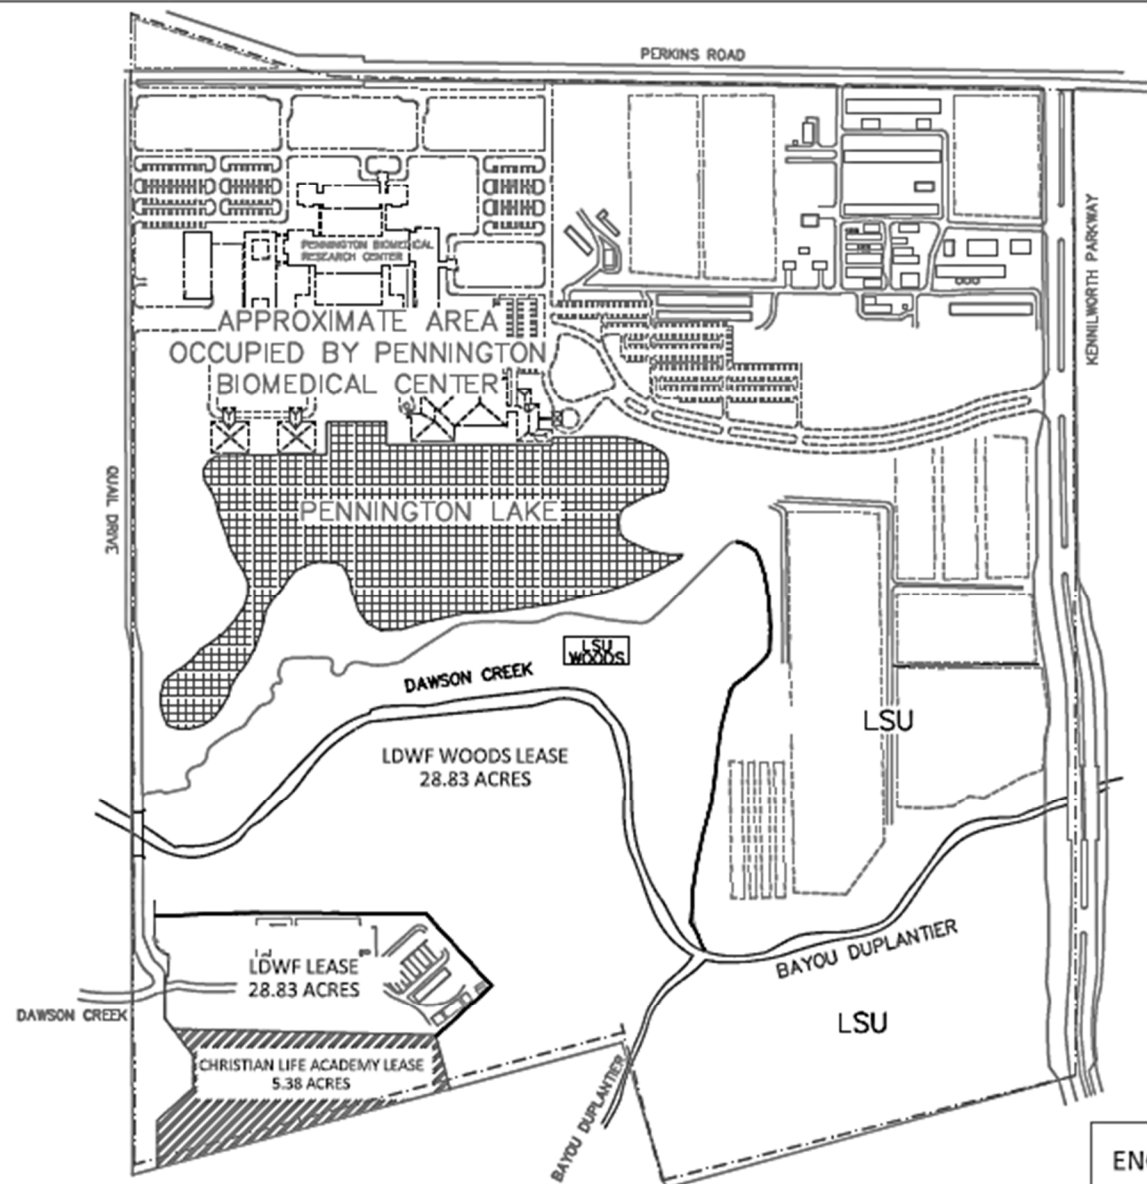 PERKINS ROAD
KENNILWORTH PARKWAY
PENNINGTON BIOMEDICAL
RESEARCH CENTER
APPROXIMATE AREA
OCCUPIED BY PENNINGTON
BIOMEDICAL CENTER
QUAIL DRIVE
PENNINGTON LAKE
LSU
WOODS
DAWSON CREEK
LSU
LDWF WOODS LEASE
28.83 ACRES
BAYOU DUPLANTIER
LDWF LEASE
28.83 ACRES
DAWSON CREEK
LSU
CHRISTIAN LIFE ACADEMY LEASE
5.38 ACRES
BAYOU DUPLANTIER